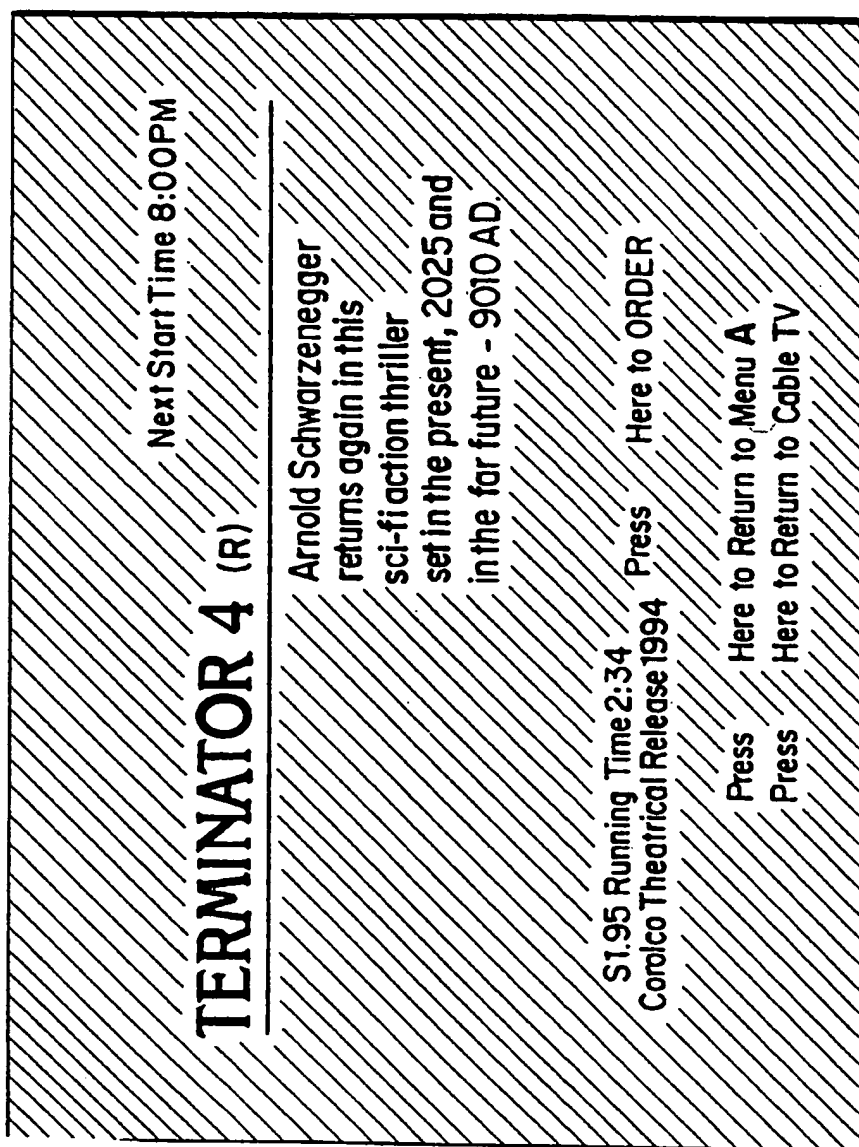 Next Start Time 8:00PM
TERMINATOR 4 (R)
Arnold Schwarzenegger
returns again in this
sci-fi action thriller
set in the present, 2025 and
in the far future - 9010 AD.
$1.95 Running Time 2:34
Corolco Theatrical Release 1994
Press Here to ORDER
Press Here to Return to Menu A
Press Here to Return to Cable TV